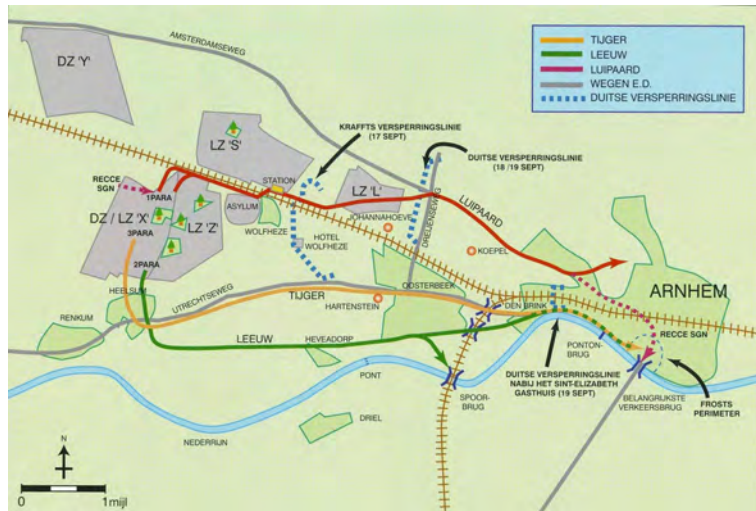 DZ 'Y'
AMSTERDAMSEWEG
TIJGER
LEEUW
LUIPAARD
WEGEN E.D.
DUITSE VERSPERRINGSLINIE
LZ 'S'
KRAFFTS VERSPERRINGSLINIE
(17 SEPT)
DUITSE VERSPERRINGSLINIE
(18 /19 SEPT)
RECCE
SGN
1PARA
STATION
LZ 'L'
DZ / LZ 'X'
LZ 'Z'
ASYLUM
WOLFHEZE
JOHANNAHOEVE
DREIJENSEWEG
LUIPAARD
3PARA
HOTEL
WOLFHEZE
KOEPEL
2PARA
HEELSUM
UTRECHTSEWEG
TIJGER
HARTENSTEIN
OOSTERBEEK
DEN BRINK
ARNHEM
RENKUM
LEEUW
HEVEADORP
PONTON-
BRUG
RECCE SGN
PONT
SPOOR-
BRUG
DUITSE VERSPERRINGSLINIE
NABIJ HET SINT-ELIZABETH
GASTHUIS (19 SEPT)
BELANGRIJKSTE
VERKEERSBRUG
FROSTS
PERIMETER
DRIEL
NEDERRIJN
N
0
1mijl